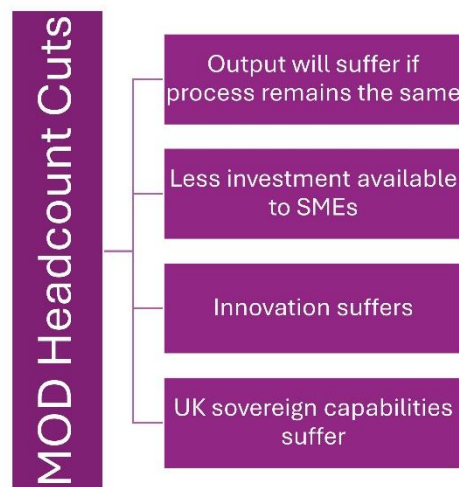 MOD Headcount Cuts
Output will suffer if
process remains the same
Less investment available
to SMEs
Innovation suffers
UK sovereign capabilities
suffer